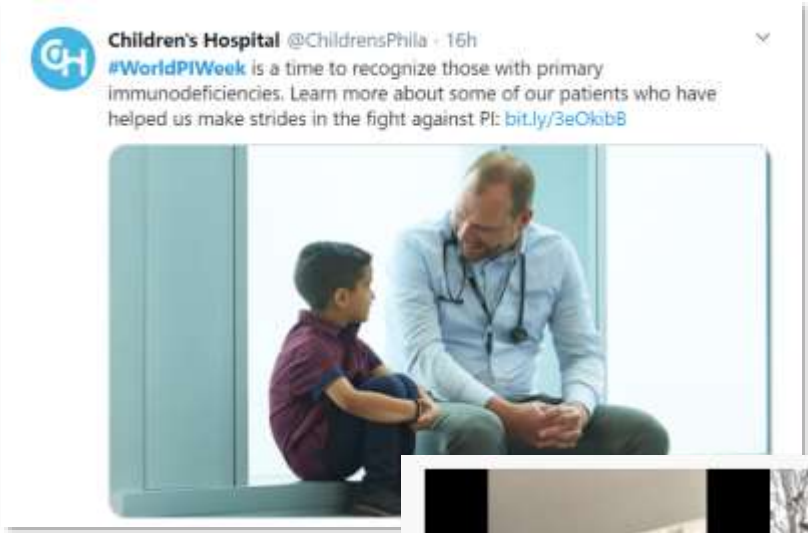 CH
Children's Hospital @ChildrensPhila · 16h
#WorldPIWeek is a time to recognize those with primary
immunodeficiencies. Learn more about some of our patients who have
helped us make strides in the fight against PI: bit.ly/3eOkibB